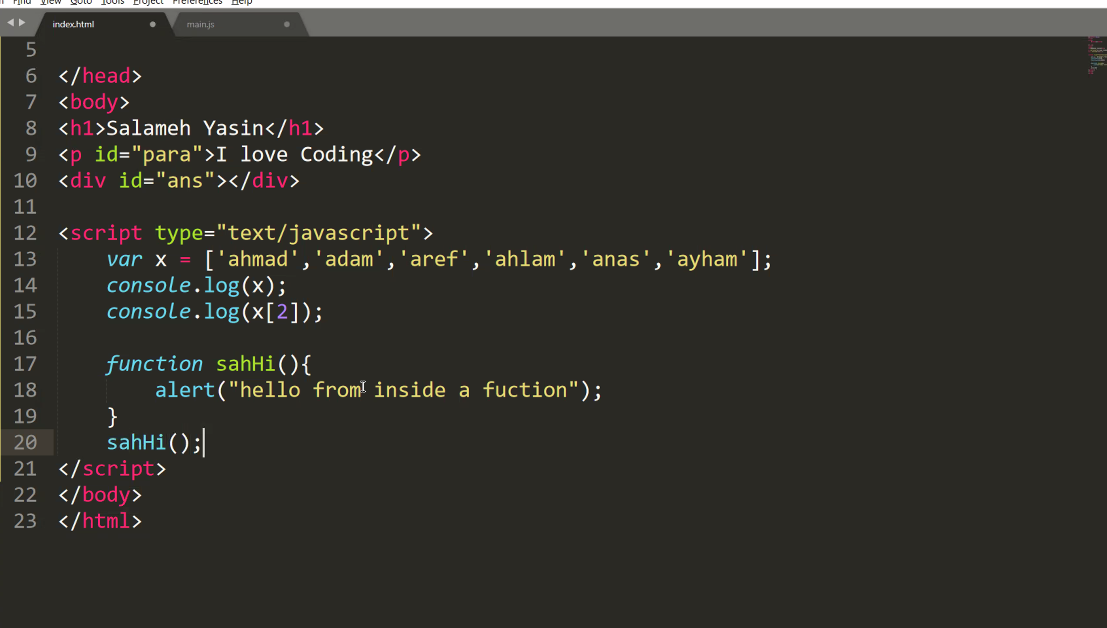 Find View Goto Tools Project Preferences Help
index.html main.js
5
6 </head>
7 <body>
8 <h1>Salameh Yasin</h1>
9 <p id="para">I love Coding</p>
10 <div id="ans"></div>
11
12 <script type="text/javascript">
13 var x = ['ahmad','adam','aref','ahlam','anas','ayham'];
14 console.log(x);
15 console.log(x[2]);
16
17 function sahHi(){
18 alert("hello from inside a fuction");
19 }
20 sahHi();
21 </script>
22 </body>
23 </html>